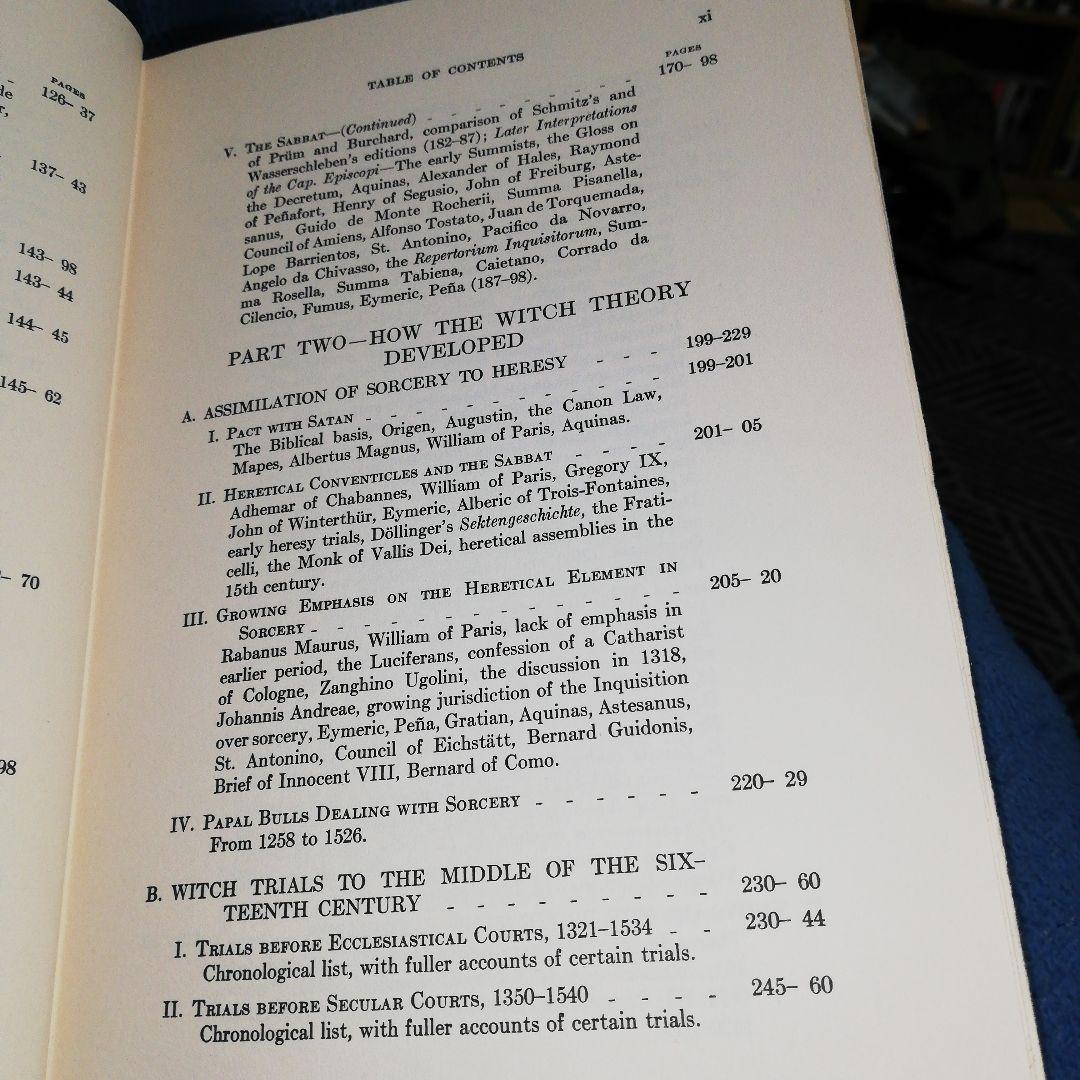 PAGES
126– 37
137– 43
143– 98
143– 44
144– 45
145– 62
– 70
98
xi
TABLE OF CONTENTS
PAGES
V. The Sabbat—(Continued) - - - - - - - 170– 98
of Prüm and Burchard, comparison of Schmitz's and
Wasserschleben's editions (182–87); Later Interpretations
of the Cap. Episcopi—The early Summists, the Gloss on
the Decretum, Aquinas, Alexander of Hales, Raymond
of Peñafort, Henry of Segusio, John of Freiburg, Aste-
sanus, Guido de Monte Rocherii, Summa Pisanella,
Council of Amiens, Alfonso Tostato, Juan de Torquemada,
Lope Barrientos, St. Antonino, Pacifico da Novarro,
Angelo da Chivasso, the Repertorium Inquisitorum, Sum-
ma Rosella, Summa Tabiena, Caietano, Corrado da
Cilencio, Fumus, Eymeric, Peña (187–98).
PART TWO—HOW THE WITCH THEORY
DEVELOPED
A. ASSIMILATION OF SORCERY TO HERESY - - - 199–229
I. Pact with Satan - - - - - - - - 199–201
The Biblical basis, Origen, Augustin, the Canon Law,
Mapes, Albertus Magnus, William of Paris, Aquinas.
II. Heretical Conventicles and the Sabbat - - - - 201– 05
Adhemar of Chabannes, William of Paris, Gregory IX,
John of Winterthür, Eymeric, Alberic of Trois-Fontaines,
early heresy trials, Döllinger's Sektengeschichte, the Frati-
celli, the Monk of Vallis Dei, heretical assemblies in the
15th century.
III. Growing Emphasis on the Heretical Element in
Sorcery - - - - - - - - - 205– 20
Rabanus Maurus, William of Paris, lack of emphasis in
earlier period, the Luciferans, confession of a Catharist
of Cologne, Zanghino Ugolini, the discussion in 1318,
Johannis Andreae, growing jurisdiction of the Inquisition
over sorcery, Eymeric, Peña, Gratian, Aquinas, Astesanus,
St. Antonino, Council of Eichstätt, Bernard Guidonis,
Brief of Innocent VIII, Bernard of Como.
IV. Papal Bulls Dealing with Sorcery - - - - - - 220– 29
From 1258 to 1526.
B. WITCH TRIALS TO THE MIDDLE OF THE SIX-
TEENTH CENTURY - - - - - - - - - 230– 60
I. Trials before Ecclesiastical Courts, 1321–1534 - - 230– 44
Chronological list, with fuller accounts of certain trials.
II. Trials before Secular Courts, 1350–1540 - - - - 245– 60
Chronological list, with fuller accounts of certain trials.